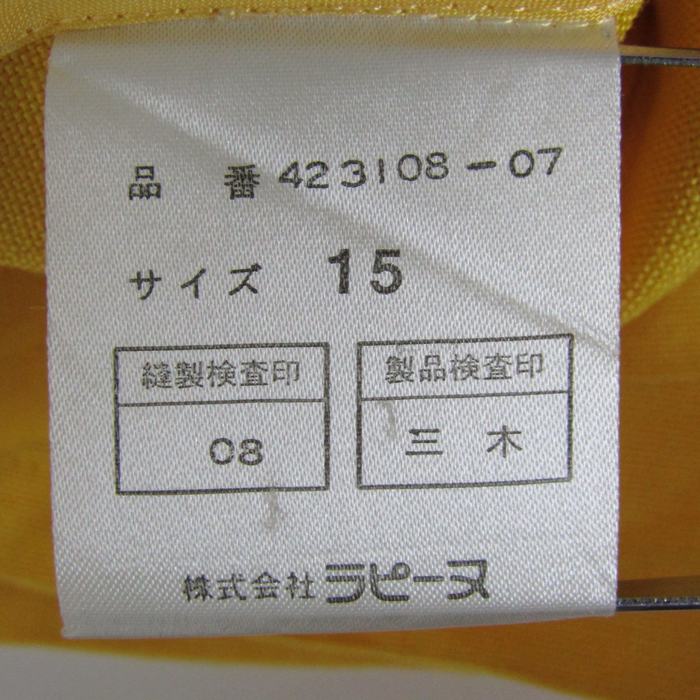 品番 423108-07
サイズ 15
縫製検査印 製品検査印
08 三木
株式会社ラピーヌ